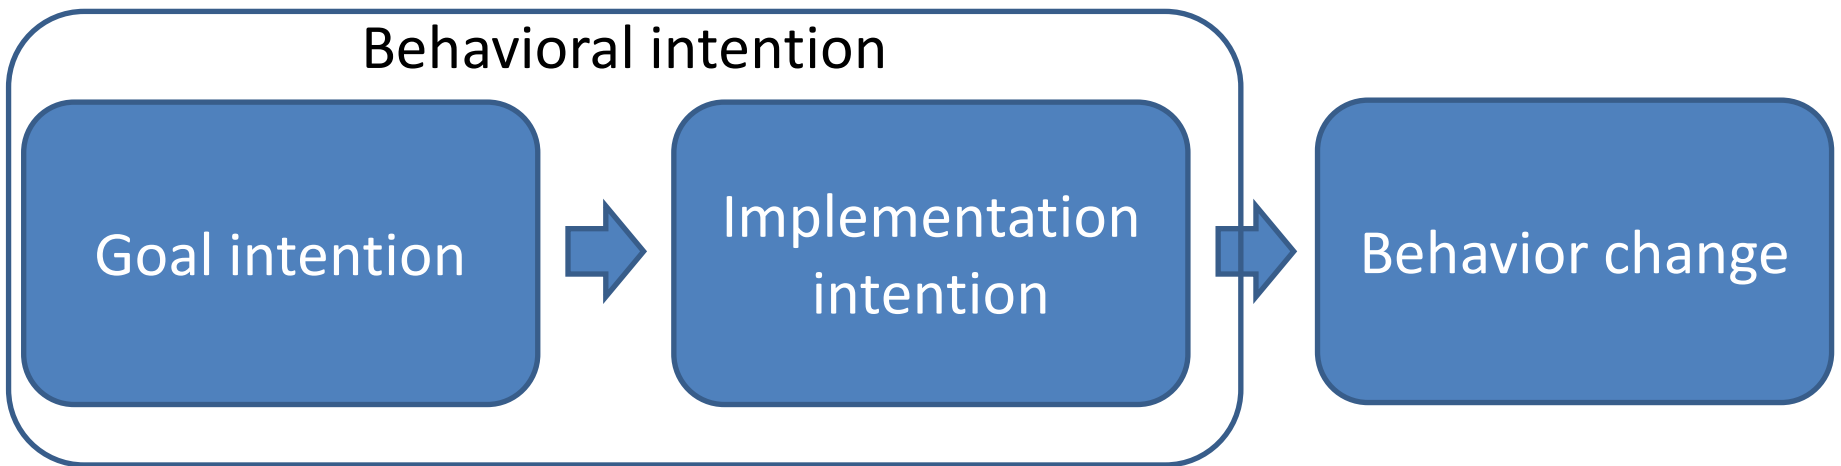 Behavioral intention
Goal intention
Implementation
intention
Behavior change